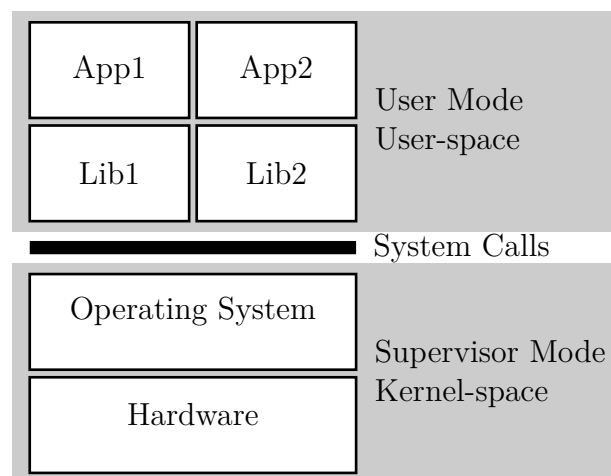 App1
App2
User Mode
User-space
Lib1
Lib2
System Calls
Operating System
Supervisor Mode
Kernel-space
Hardware